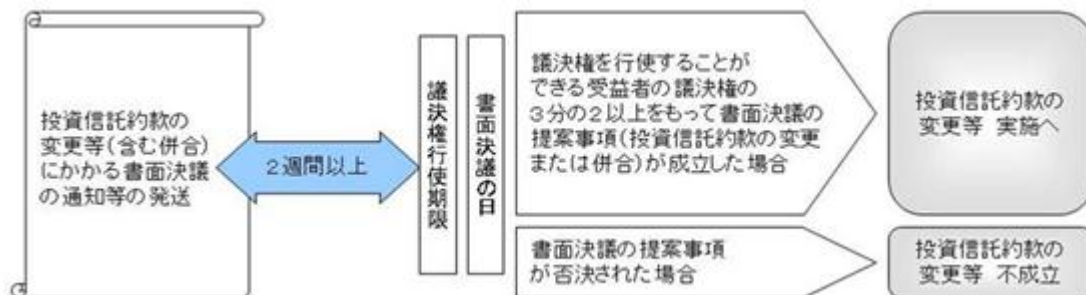 投資信託約款の
変更等(含む併合)
にかかる書面決議
の通知等の発送
2週間以上
議決権行使期限
書面決議の日
議決権を行使することが
できる受益者の議決権の
3分の2以上をもって書面決議の
提案事項(投資信託約款の変更
または併合)が成立した場合
投資信託約款の
変更等 実施へ
書面決議の提案事項
が否決された場合
投資信託約款の
変更等 不成立